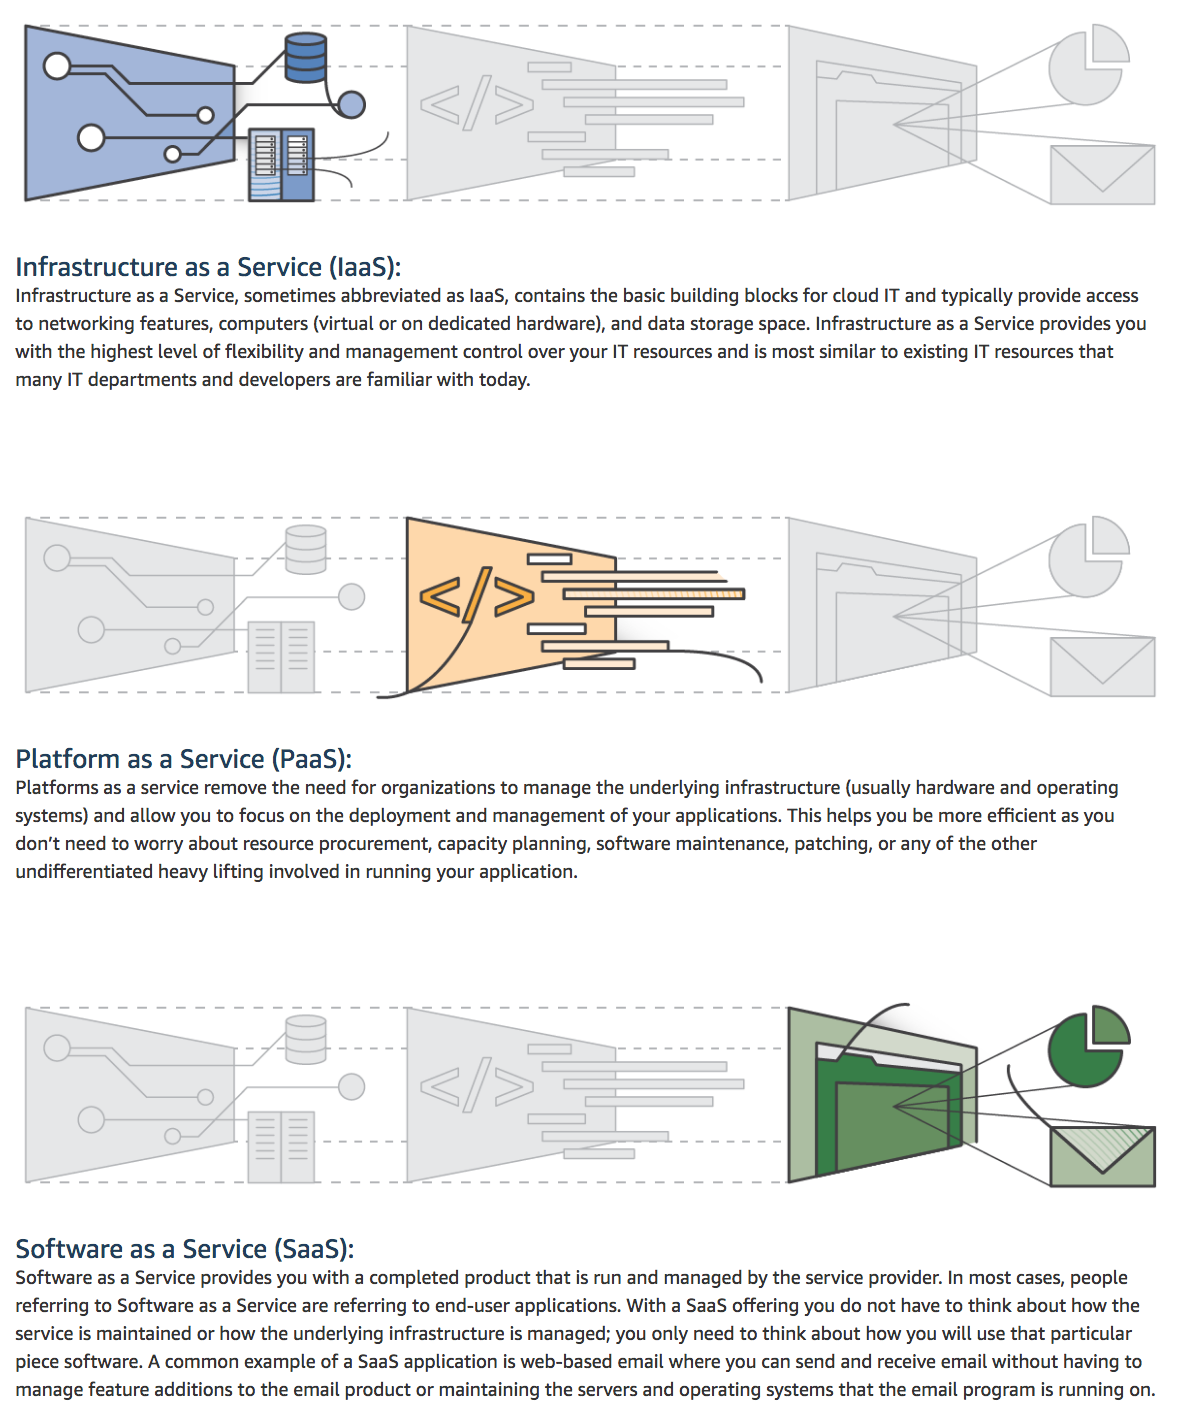 </>
Infrastructure as a Service (IaaS):
Infrastructure as a Service, sometimes abbreviated as IaaS, contains the basic building blocks for cloud IT and typically provide access
to networking features, computers (virtual or on dedicated hardware), and data storage space. Infrastructure as a Service provides you
with the highest level of flexibility and management control over your IT resources and is most similar to existing IT resources that
many IT departments and developers are familiar with today.
</>
Platform as a Service (PaaS):
Platforms as a service remove the need for organizations to manage the underlying infrastructure (usually hardware and operating
systems) and allow you to focus on the deployment and management of your applications. This helps you be more efficient as you
don’t need to worry about resource procurement, capacity planning, software maintenance, patching, or any of the other
undifferentiated heavy lifting involved in running your application.
</>
Software as a Service (SaaS):
Software as a Service provides you with a completed product that is run and managed by the service provider. In most cases, people
referring to Software as a Service are referring to end-user applications. With a SaaS offering you do not have to think about how the
service is maintained or how the underlying infrastructure is managed; you only need to think about how you will use that particular
piece software. A common example of a SaaS application is web-based email where you can send and receive email without having to
manage feature additions to the email product or maintaining the servers and operating systems that the email program is running on.